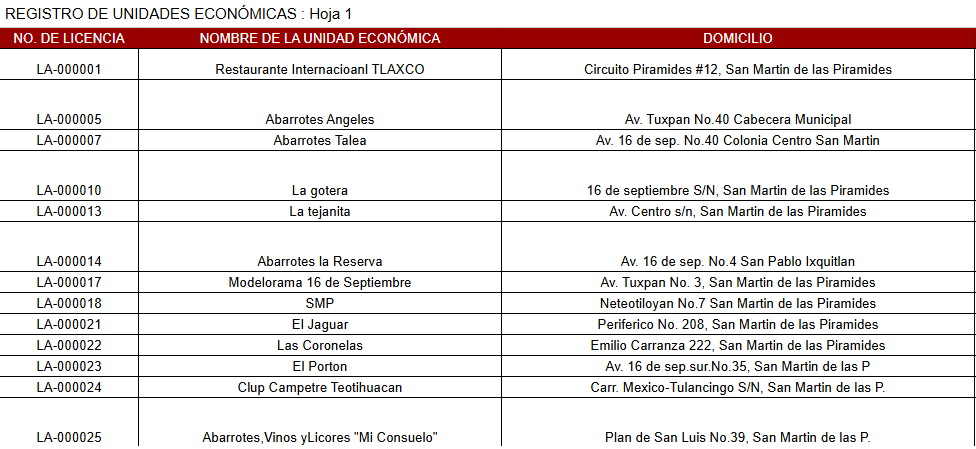 REGISTRO DE UNIDADES ECONÓMICAS : Hoja 1
NO. DE LICENCIA NOMBRE DE LA UNIDAD ECONÓMICA DOMICILIO
LA-000001 Restaurante Internacioanl TLAXCO Circuito Piramides #12, San Martin de las Piramides
LA-000005 Abarrotes Angeles Av. Tuxpan No.40 Cabecera Municipal
LA-000007 Abarrotes Talea Av. 16 de sep. No.40 Colonia Centro San Martin
LA-000010 La gotera 16 de septiembre S/N, San Martin de las Piramides
LA-000013 La tejanita Av. Centro s/n, San Martin de las Piramides
LA-000014 Abarrotes la Reserva Av. 16 de sep. No.4 San Pablo Ixquitlan
LA-000017 Modelorama 16 de Septiembre Av. Tuxpan No. 3, San Martin de las Piramides
LA-000018 SMP Neteotiloyan No.7 San Martin de las Piramides
LA-000021 El Jaguar Periferico No. 208, San Martin de las Piramides
LA-000022 Las Coronelas Emilio Carranza 222, San Martin de las Piramides
LA-000023 El Porton Av. 16 de sep.sur.No.35, San Martin de las P
LA-000024 Clup Campetre Teotihuacan Carr. Mexico-Tulancingo S/N, San Martin de las P.
LA-000025 Abarrotes,Vinos yLicores "Mi Consuelo" Plan de San Luis No.39, San Martin de las P.